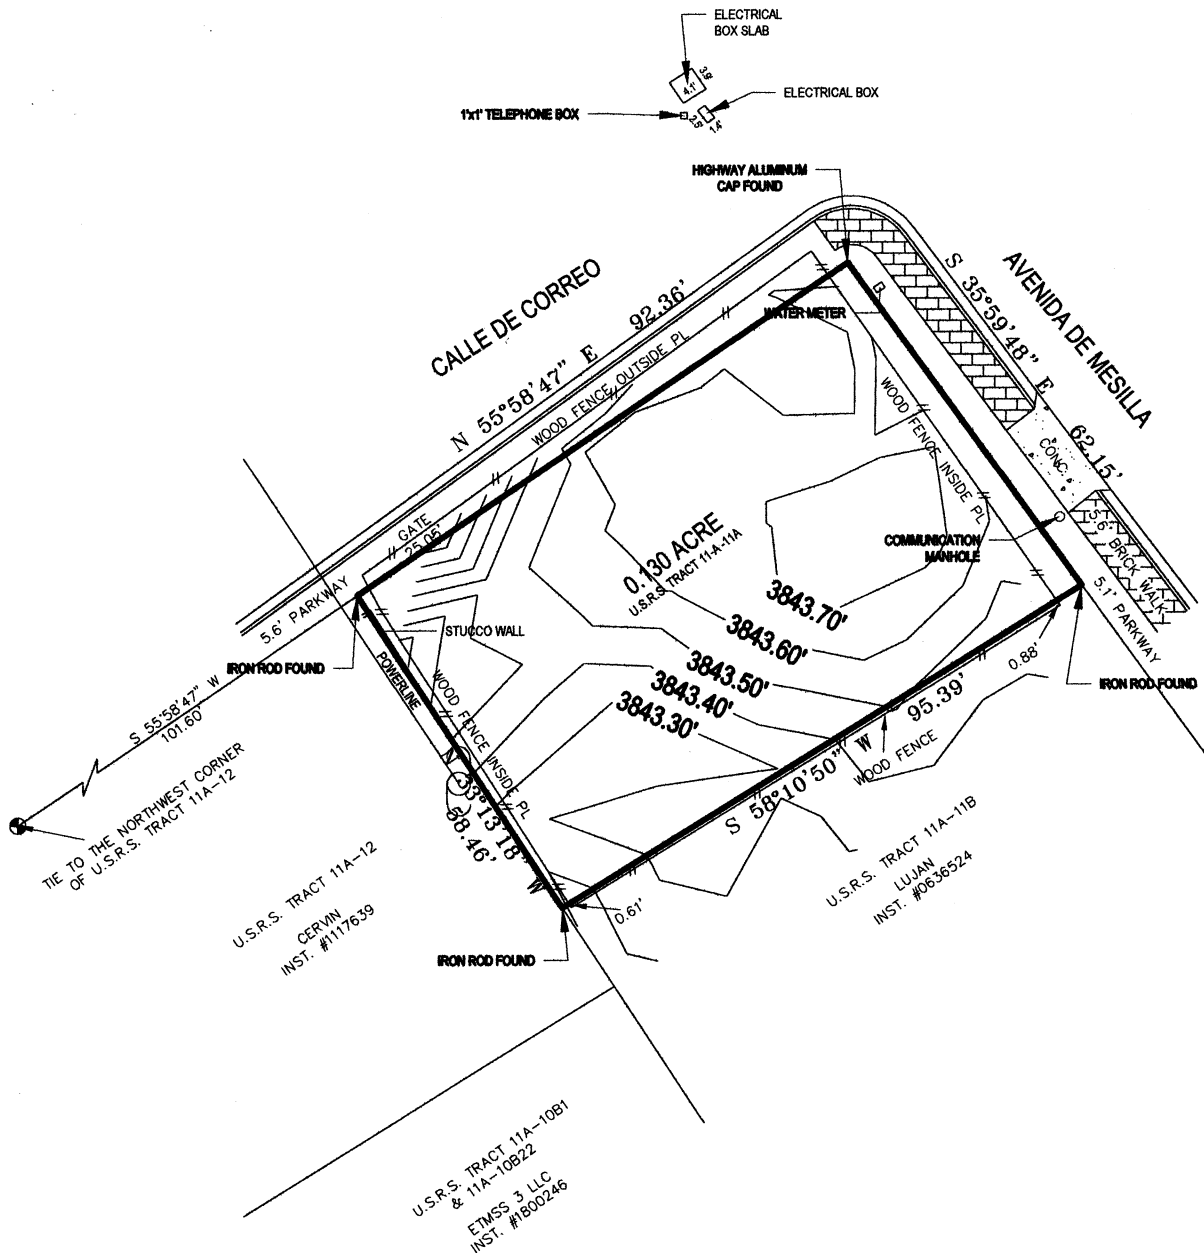 ELECTRICAL
BOX SLAB
3.9'
4.1'
ELECTRICAL BOX
1'x1' TELEPHONE BOX
2.5'
1.4'
HIGHWAY ALUMINUM
CAP FOUND
CALLE DE CORREO
AVENIDA DE MESILLA
N 55°58'47" E 92.36'
S 35°59'48" E 62.15'
WATER METER
WOOD FENCE OUTSIDE PL
WOOD FENCE INSIDE PL
CONC.
GATE
25.05'
0.130 ACRE
U.S.R.S. TRACT 11-A-11A
COMMUNICATION
MANHOLE
5.6' BRICK WALK
5.1' PARKWAY
5.6' PARKWAY
STUCCO WALL
3843.70'
3843.60'
3843.50'
3843.40'
3843.30'
IRON ROD FOUND
POWERLINE
WOOD FENCE INSIDE PL
0.88'
IRON ROD FOUND
S 55°58'47" W
101.60'
S 58°10'50" W 95.39'
WOOD FENCE
N 33°13'18" W
58.46'
TIE TO THE NORTHWEST CORNER
OF U.S.R.S. TRACT 11A-12
U.S.R.S. TRACT 11A-12
CERVIN
INST. #1117639
U.S.R.S. TRACT 11A-11B
LUJAN
INST. #0636524
0.61'
IRON ROD FOUND
U.S.R.S. TRACT 11A-10B1
& 11A-10B22
ETMSS 3 LLC
INST. #1800246